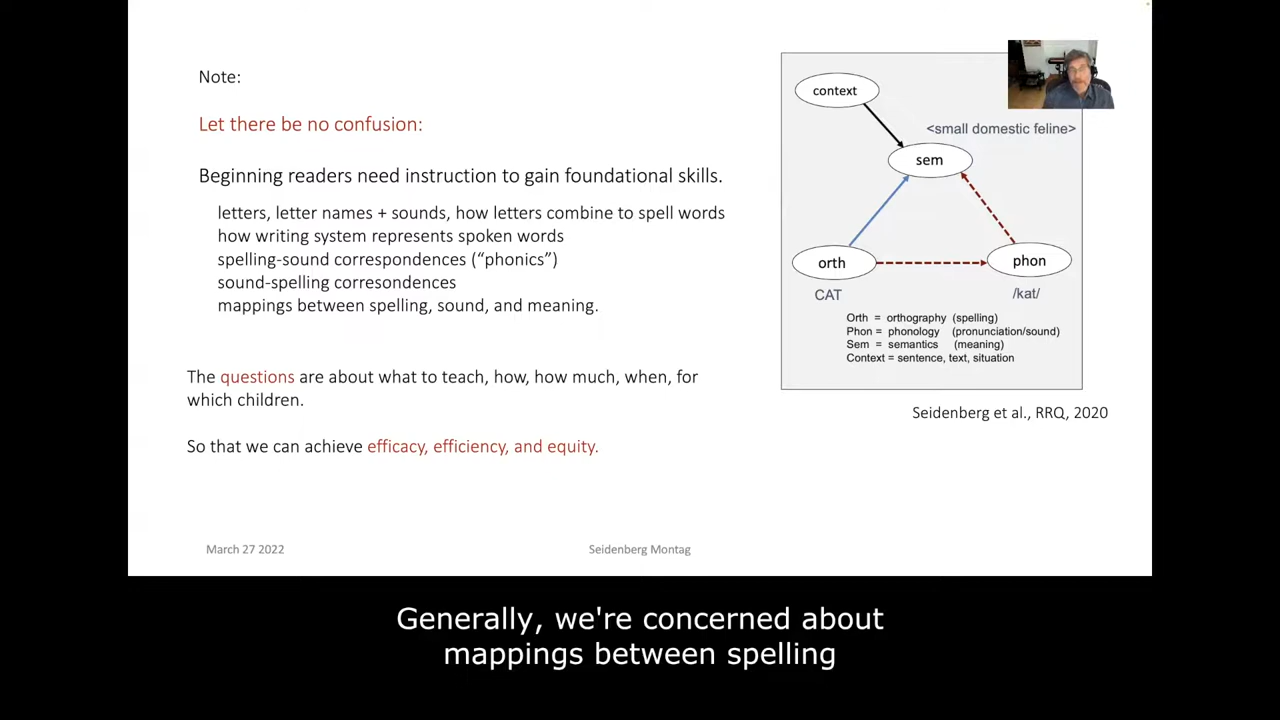 Note:
Let there be no confusion:
Beginning readers need instruction to gain foundational skills.
letters, letter names + sounds, how letters combine to spell words
how writing system represents spoken words
spelling-sound correspondences (“phonics”)
sound-spelling corresondences
mappings between spelling, sound, and meaning.
The questions are about what to teach, how, how much, when, for
which children.
So that we can achieve efficacy, efficiency, and equity.
context
<small domestic feline>
sem
orth
phon
CAT
/kat/
Orth = orthography (spelling)
Phon = phonology (pronunciation/sound)
Sem = semantics (meaning)
Context = sentence, text, situation
Seidenberg et al., RRQ, 2020
March 27 2022
Seidenberg Montag
Generally, we're concerned about
mappings between spelling